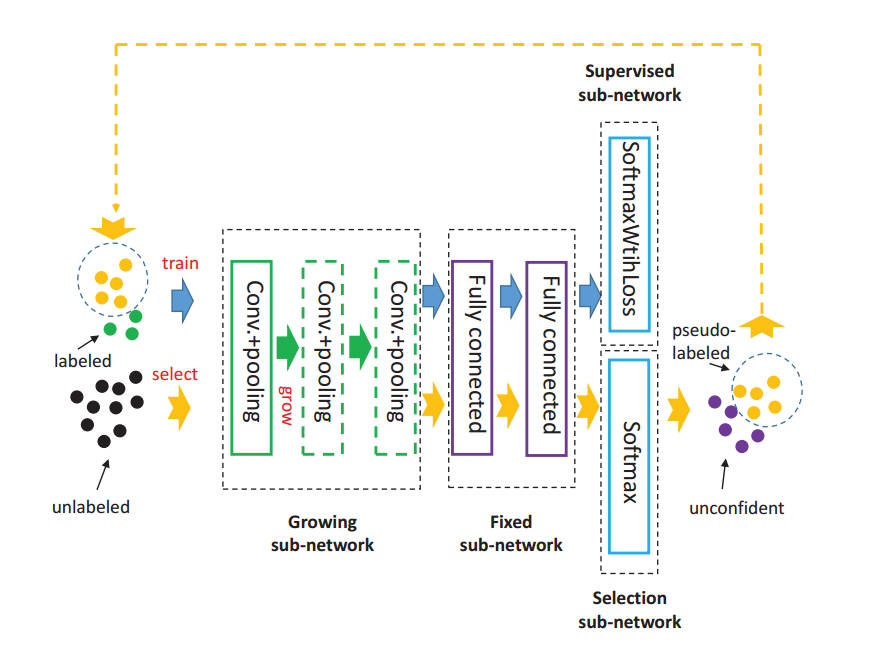 Supervised
sub-network
train
labeled
select
unlabeled
Conv.+pooling
grow
Conv.+pooling
Conv.+pooling
Growing
sub-network
Fully connected
Fully connected
Fixed
sub-network
SoftmaxWtihLoss
Softmax
Selection
sub-network
pseudo-
labeled
unconfident